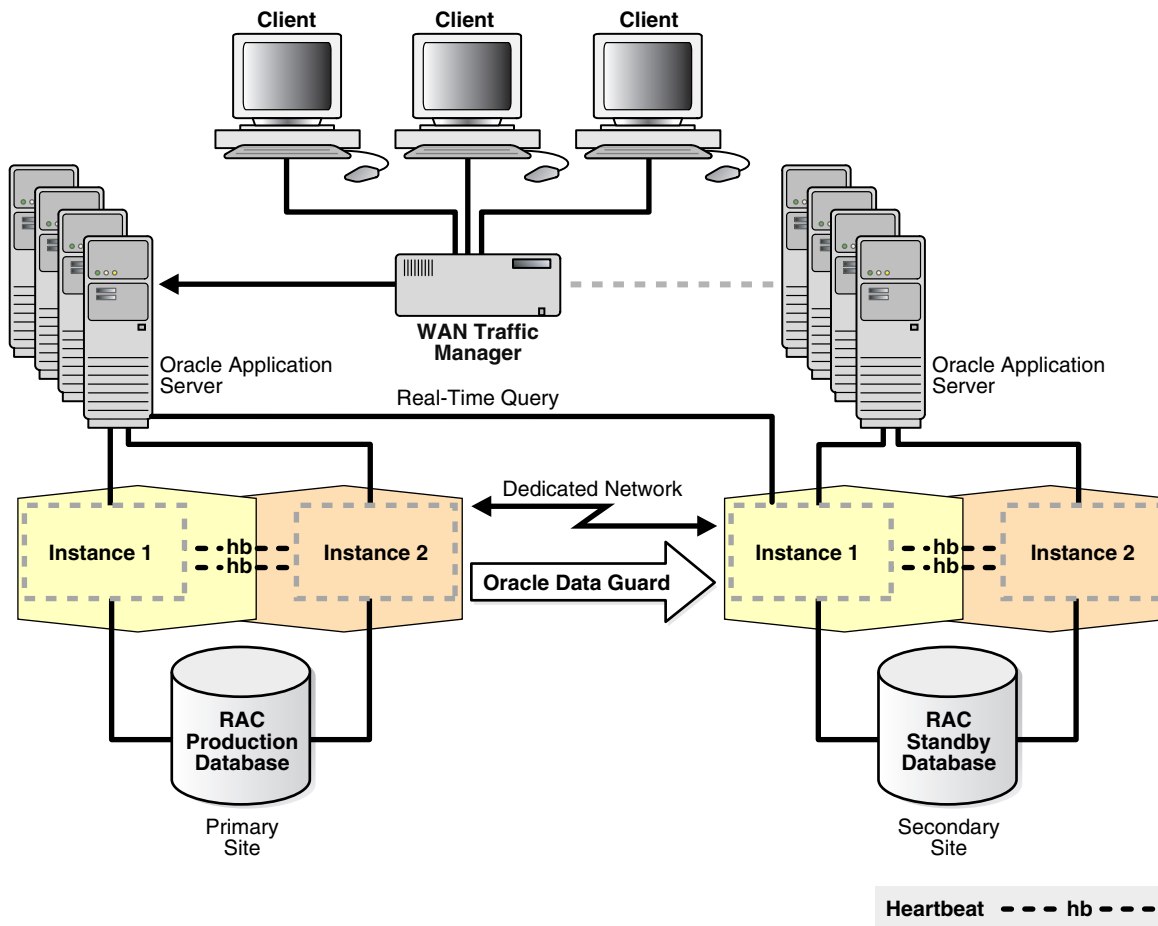 Client
Client
Client
WAN Traffic
Manager
Oracle Application
Server
Oracle Application
Server
Real-Time Query
Dedicated Network
Instance 1
hb
hb
Instance 2
Oracle Data Guard
Instance 1
hb
hb
Instance 2
RAC
Production
Database
RAC
Standby
Database
Primary
Site
Secondary
Site
Heartbeat
hb